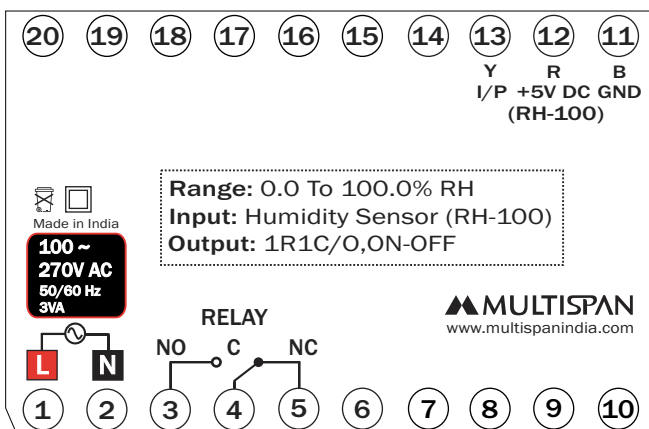 20 19 18 17 16 15 14 13 12 11
Y R B
I/P +5V DC GND
(RH-100)
Range: 0.0 To 100.0% RH
Input: Humidity Sensor (RH-100)
Output: 1R1C/O,ON-OFF
Made in India
100 ~
270V AC
50/60 Hz
3VA
MULTISPAN
www.multispanindia.com
RELAY
NO C NC
L N
1 2 3 4 5 6 7 8 9 10